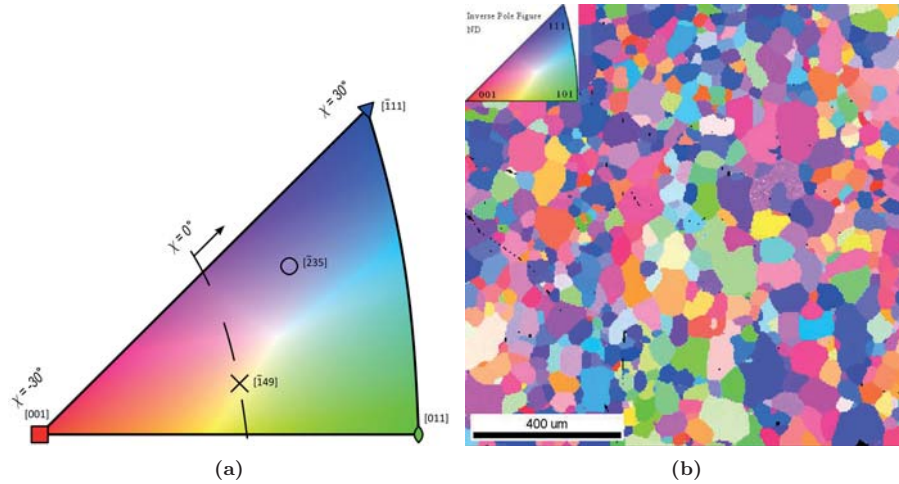 χ = 30°
[1̄11]
χ = 0°
[2̄35]
[1̄49]
χ = -30°
[001]
[011]
(a)
Inverse Pole Figure
ND
111
001
101
400 um
(b)